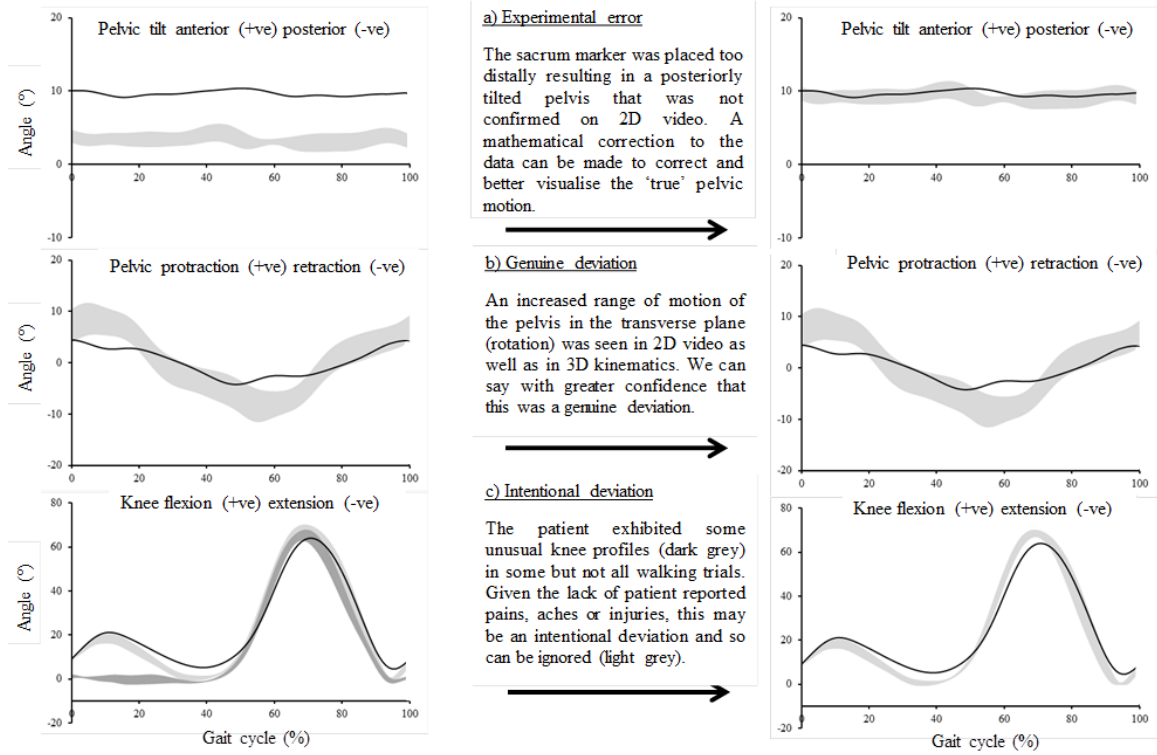 Pelvic tilt anterior (+ve) posterior (-ve)
20
10
0
-10
0
20
40
60
80
100
Angle (°)
a) Experimental error
The sacrum marker was placed too
distally resulting in a posteriorly
tilted pelvis that was not
confirmed on 2D video. A
mathematical correction to the
data can be made to correct and
better visualise the ‘true’ pelvic
motion.
Pelvic tilt anterior (+ve) posterior (-ve)
20
10
0
-10
0
20
40
60
80
100
Pelvic protraction (+ve) retraction (-ve)
20
10
0
-10
-20
0
20
40
60
80
100
Angle (°)
b) Genuine deviation
An increased range of motion of
the pelvis in the transverse plane
(rotation) was seen in 2D video as
well as in 3D kinematics. We can
say with greater confidence that
this was a genuine deviation.
Pelvic protraction (+ve) retraction (-ve)
20
10
0
-10
-20
0
20
40
60
80
100
Knee flexion (+ve) extension (-ve)
80
60
40
20
0
-20
0
20
40
60
80
100
Angle (°)
Gait cycle (%)
c) Intentional deviation
The patient exhibited some
unusual knee profiles (dark grey)
in some but not all walking trials.
Given the lack of patient reported
pains, aches or injuries, this may
be an intentional deviation and so
can be ignored (light grey).
Knee flexion (+ve) extension (-ve)
80
60
40
20
0
-20
0
20
40
60
80
100
Gait cycle (%)